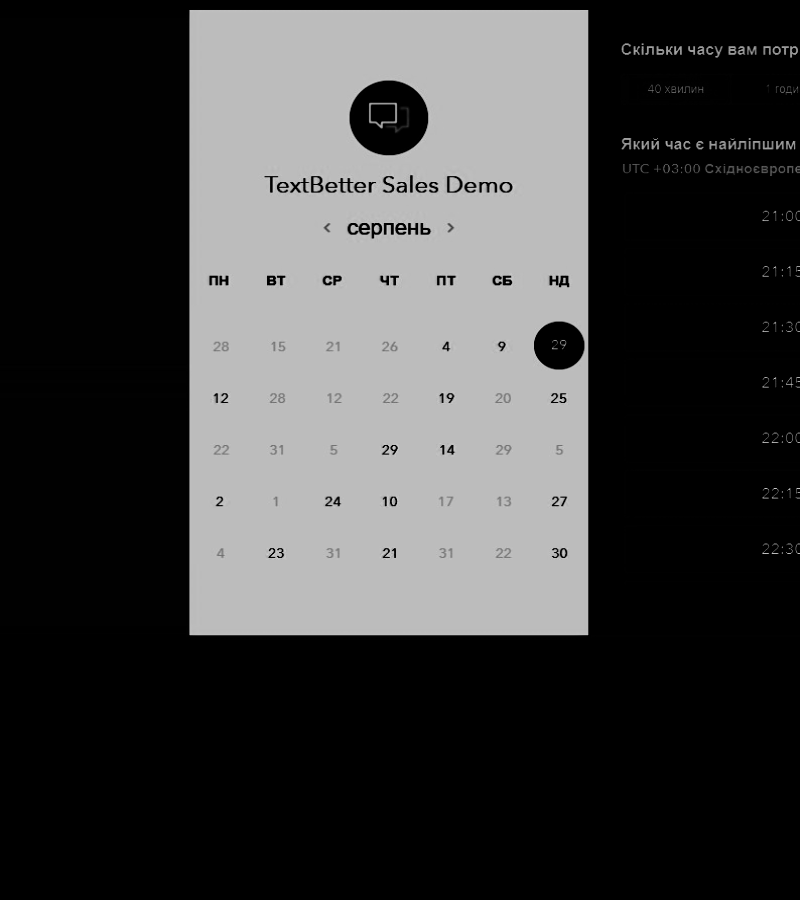 TextBetter Sales Demo
серпень
ПН ВТ СР ЧТ ПТ СБ НД
28 15 21 26 4 9 29
12 28 12 22 19 20 25
22 31 5 29 14 29 5
2 1 24 10 17 13 27
4 23 31 21 31 22 30
Скільки часу вам потр
40 хвилин 1 годи
Який час є найліпшим
UTC +03:00 Східноєвропе
21:00
21:15
21:30
21:45
22:00
22:15
22:30